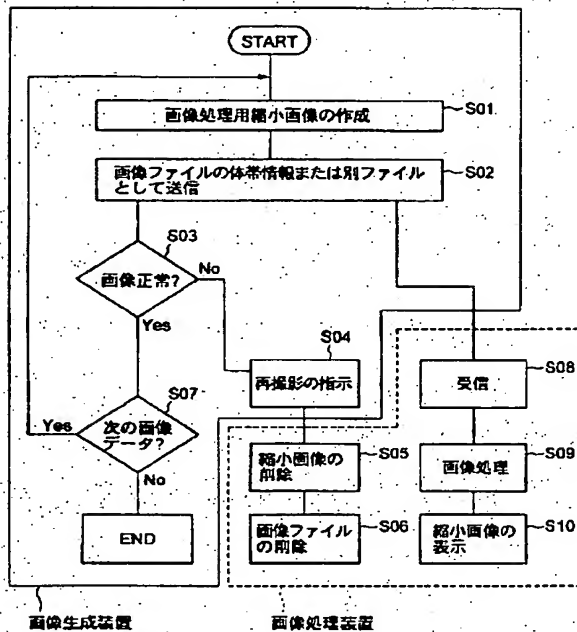 START
画像処理用縮小画像の作成
S01
画像ファイルの体帯情報または別ファイル
として送信
S02
S03
画像正常?
No
Yes
S04
再撮影の指示
S08
受信
S07
次の画像
データ?
Yes
No
縮小画像の
削除
S05
画像処理
S09
END
画像ファイル
の削除
S06
縮小画像の
表示
S10
画像生成装置
画像処理装置